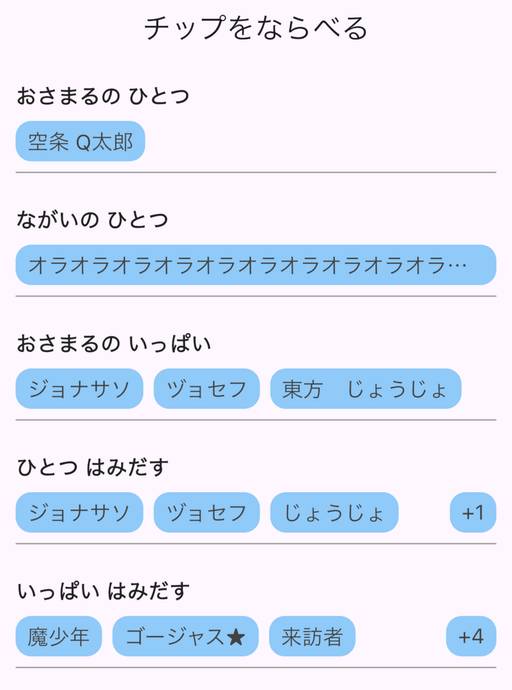 チップをならべる
おさまるの ひとつ
空条 Q太郎
ながいの ひとつ
オラオラオラオラオラオラオラオラオラオラ…
おさまるの いっぱい
ジョナサソ ヅョセフ 東方　じょうじょ
ひとつ はみだす
ジョナサソ ヅョセフ じょうじょ +1
いっぱい はみだす
魔少年 ゴージャス★ 来訪者 +4